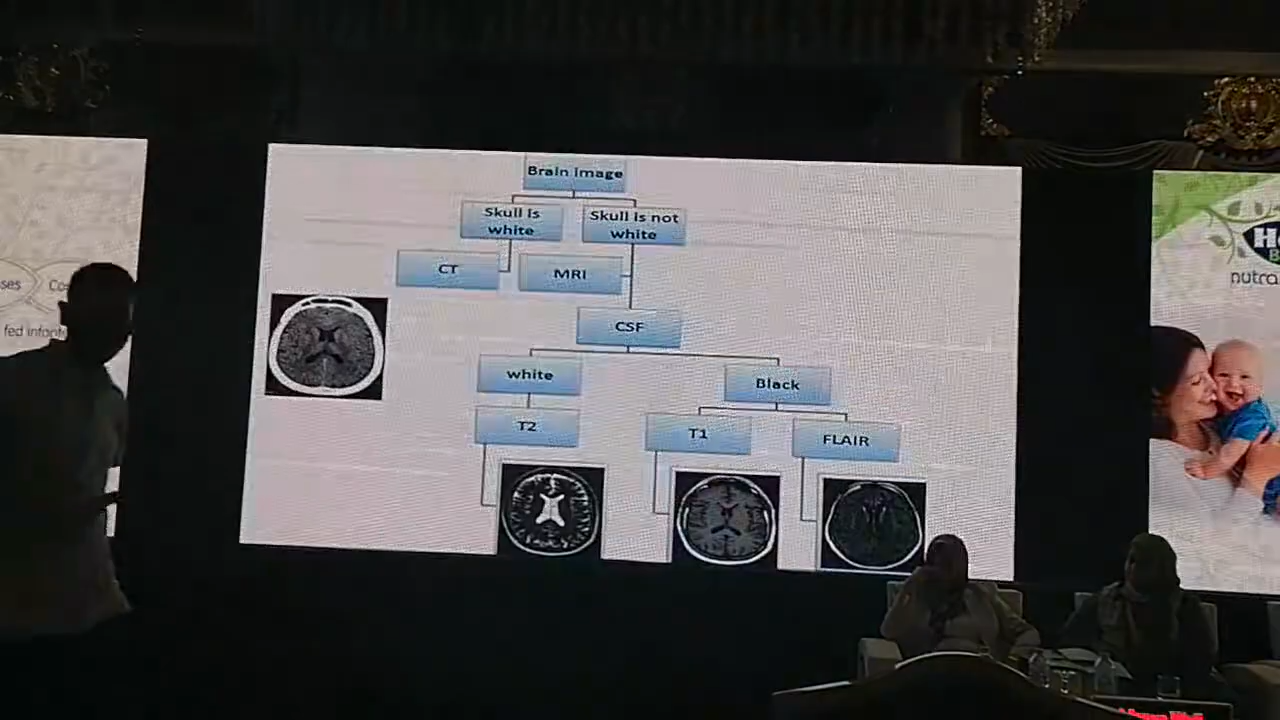 Brain image
Skull is
white
Skull is not
white
CT
MRI
CSF
white
Black
T2
T1
FLAIR
ses
fed infant
nutra